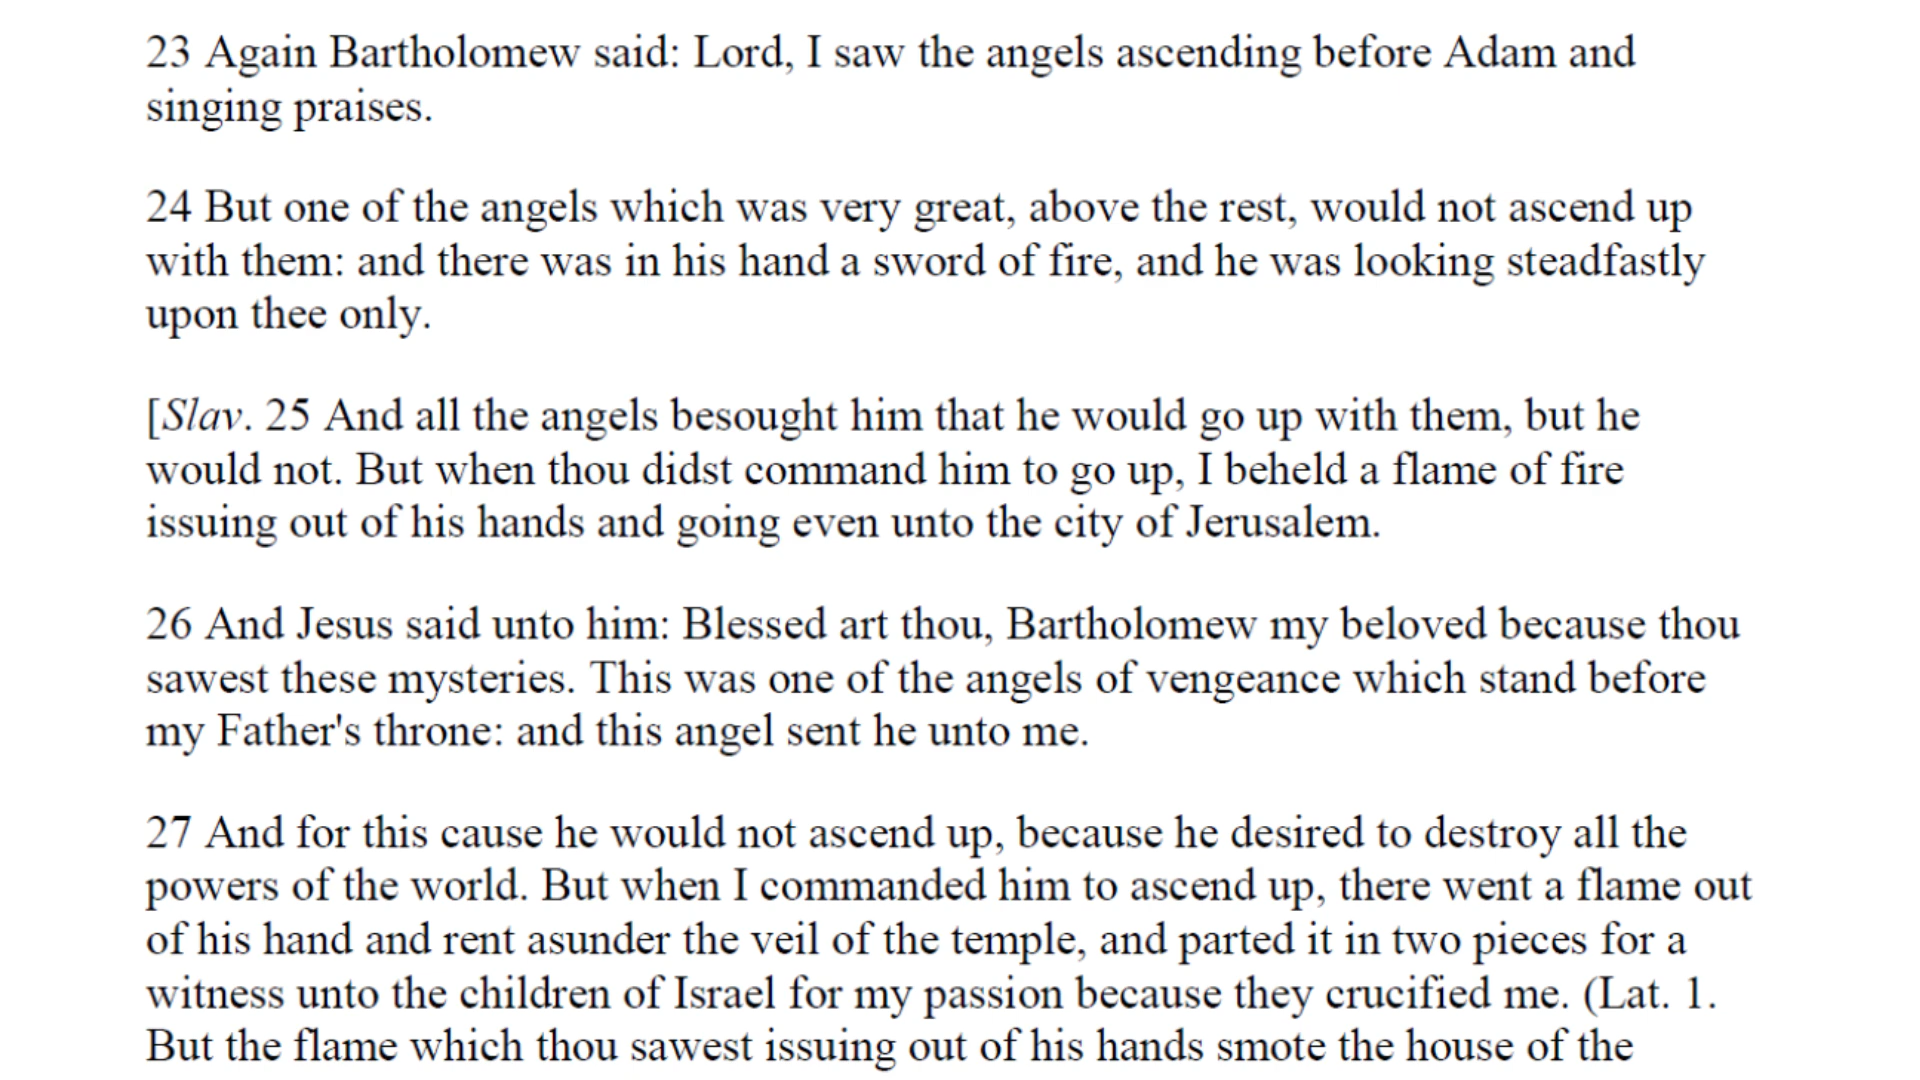 23 Again Bartholomew said: Lord, I saw the angels ascending before Adam and
singing praises.
24 But one of the angels which was very great, above the rest, would not ascend up
with them: and there was in his hand a sword of fire, and he was looking steadfastly
upon thee only.
[Slav. 25 And all the angels besought him that he would go up with them, but he
would not. But when thou didst command him to go up, I beheld a flame of fire
issuing out of his hands and going even unto the city of Jerusalem.
26 And Jesus said unto him: Blessed art thou, Bartholomew my beloved because thou
sawest these mysteries. This was one of the angels of vengeance which stand before
my Father's throne: and this angel sent he unto me.
27 And for this cause he would not ascend up, because he desired to destroy all the
powers of the world. But when I commanded him to ascend up, there went a flame out
of his hand and rent asunder the veil of the temple, and parted it in two pieces for a
witness unto the children of Israel for my passion because they crucified me. (Lat. 1.
But the flame which thou sawest issuing out of his hands smote the house of the